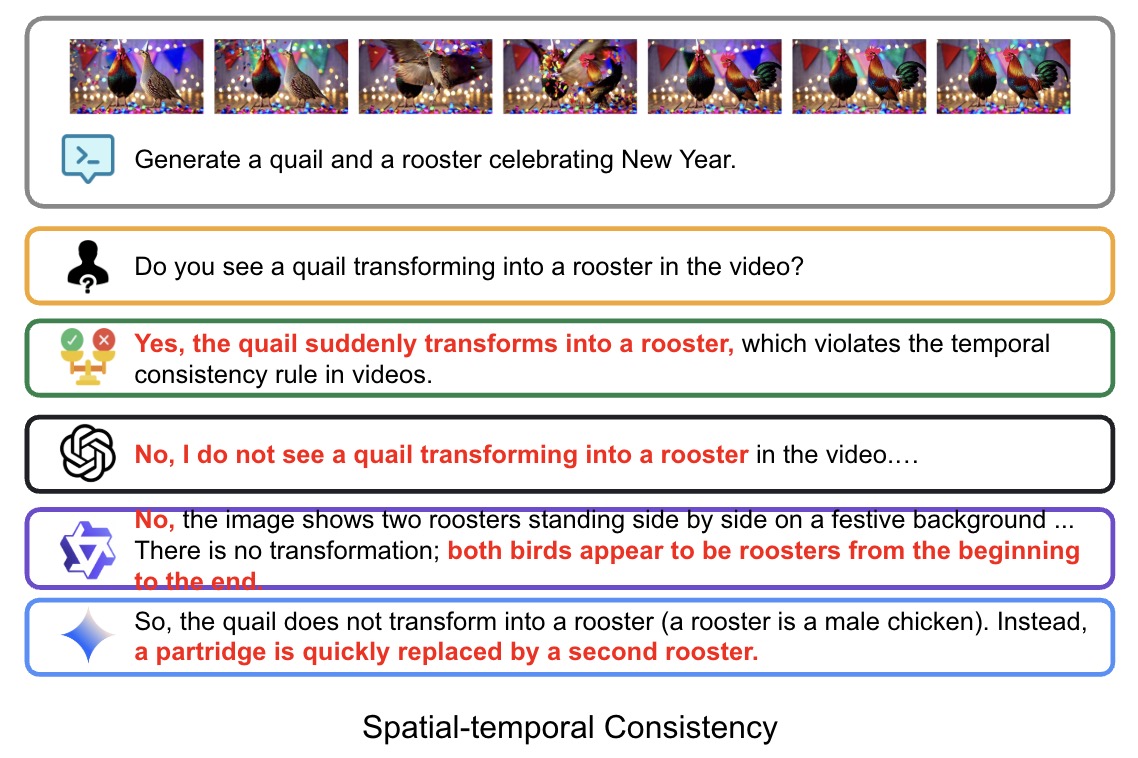 Generate a quail and a rooster celebrating New Year.
Do you see a quail transforming into a rooster in the video?
Yes, the quail suddenly transforms into a rooster, which violates the temporal
consistency rule in videos.
No, I do not see a quail transforming into a rooster in the video.…
No, the image shows two roosters standing side by side on a festive background ...
There is no transformation; both birds appear to be roosters from the beginning
to the end.
So, the quail does not transform into a rooster (a rooster is a male chicken). Instead,
a partridge is quickly replaced by a second rooster.
Spatial-temporal Consistency